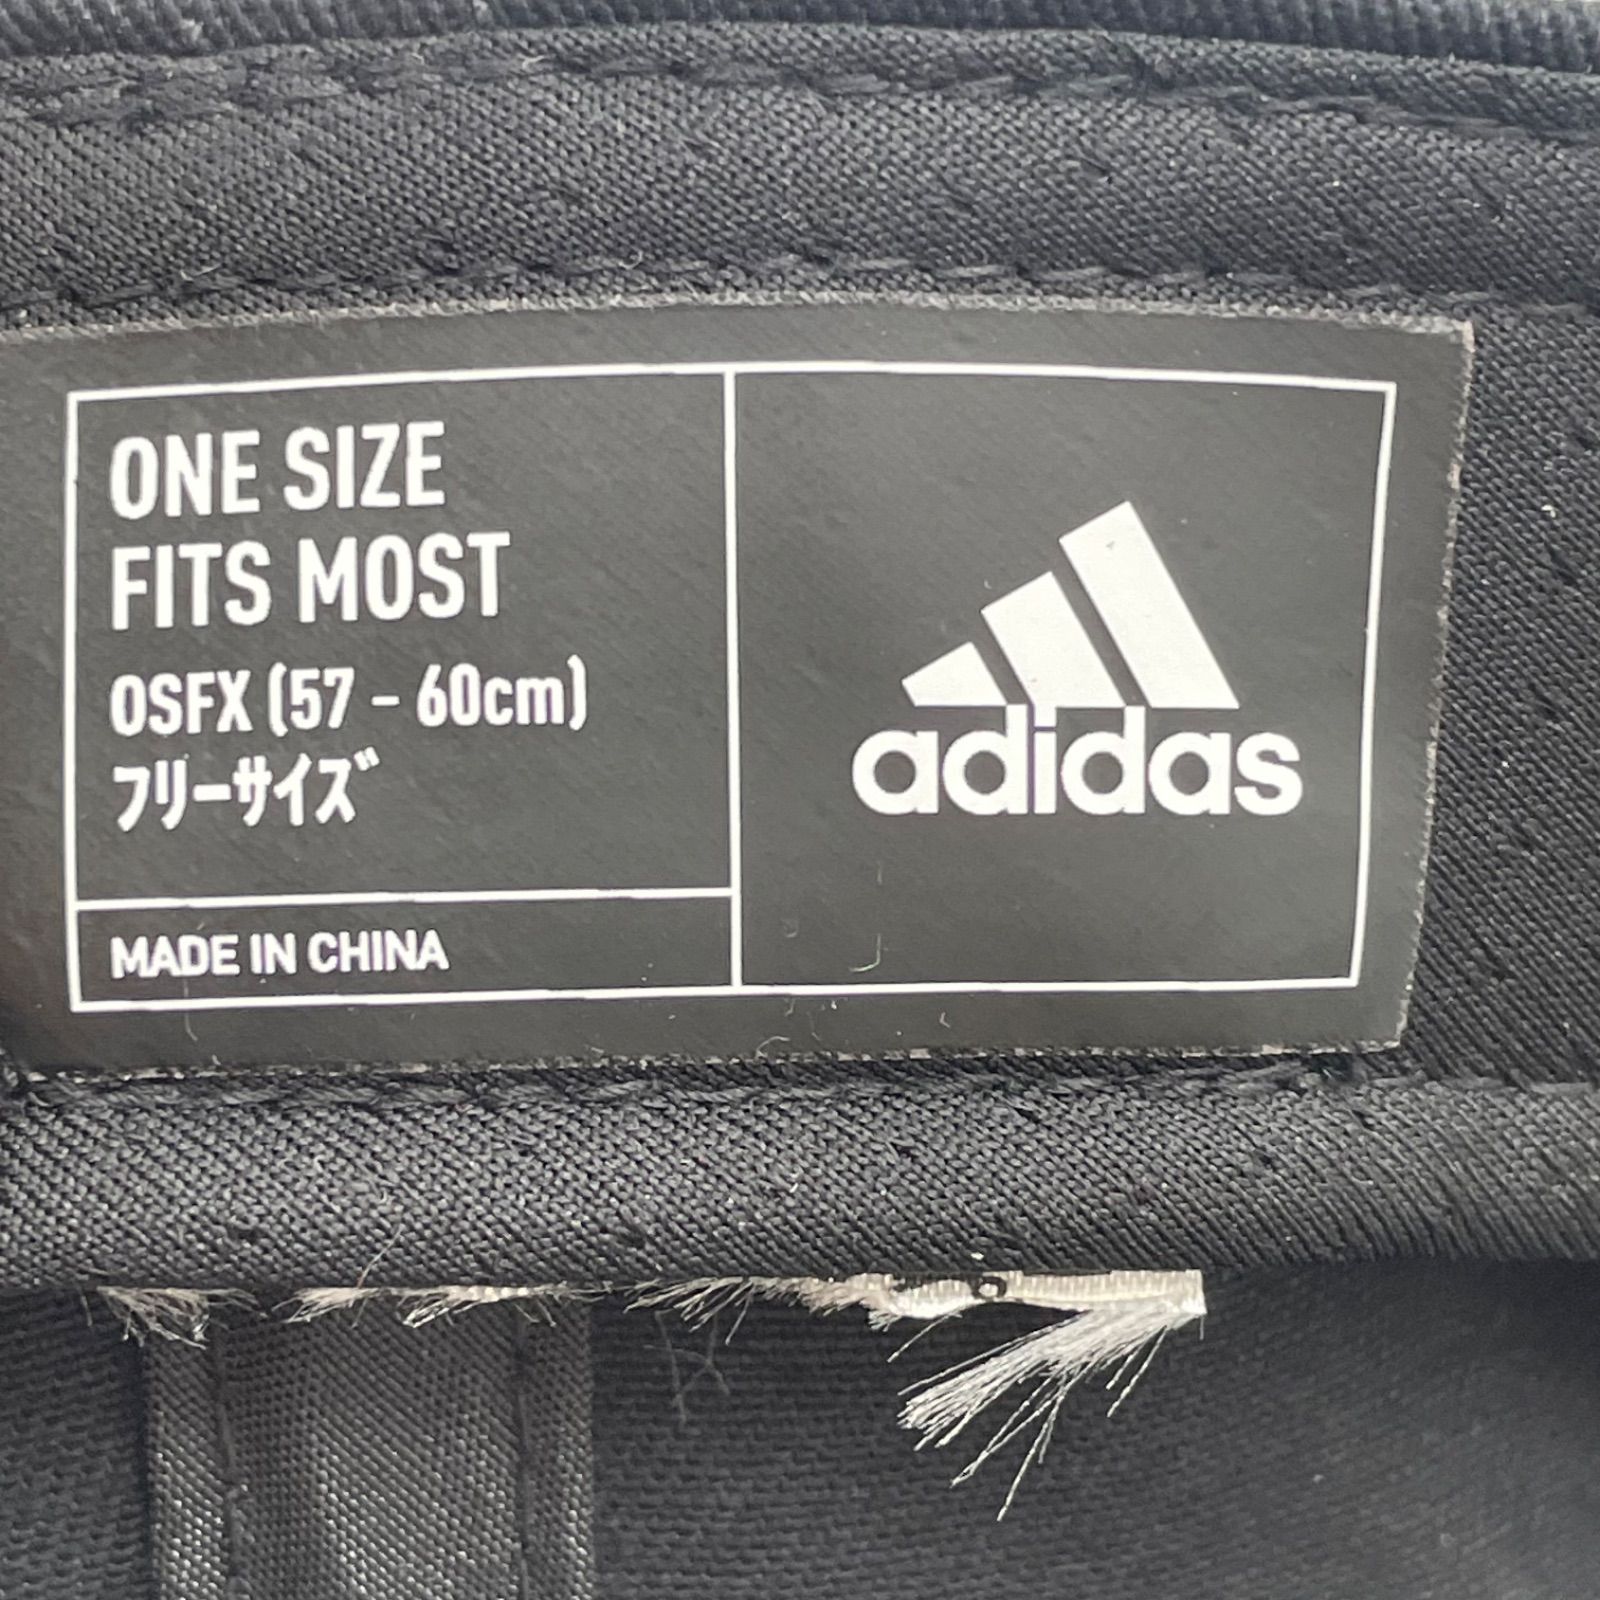 ONE SIZE
FITS MOST
OSFX (57 - 60cm)
フリーサイズ
MADE IN CHINA
adidas